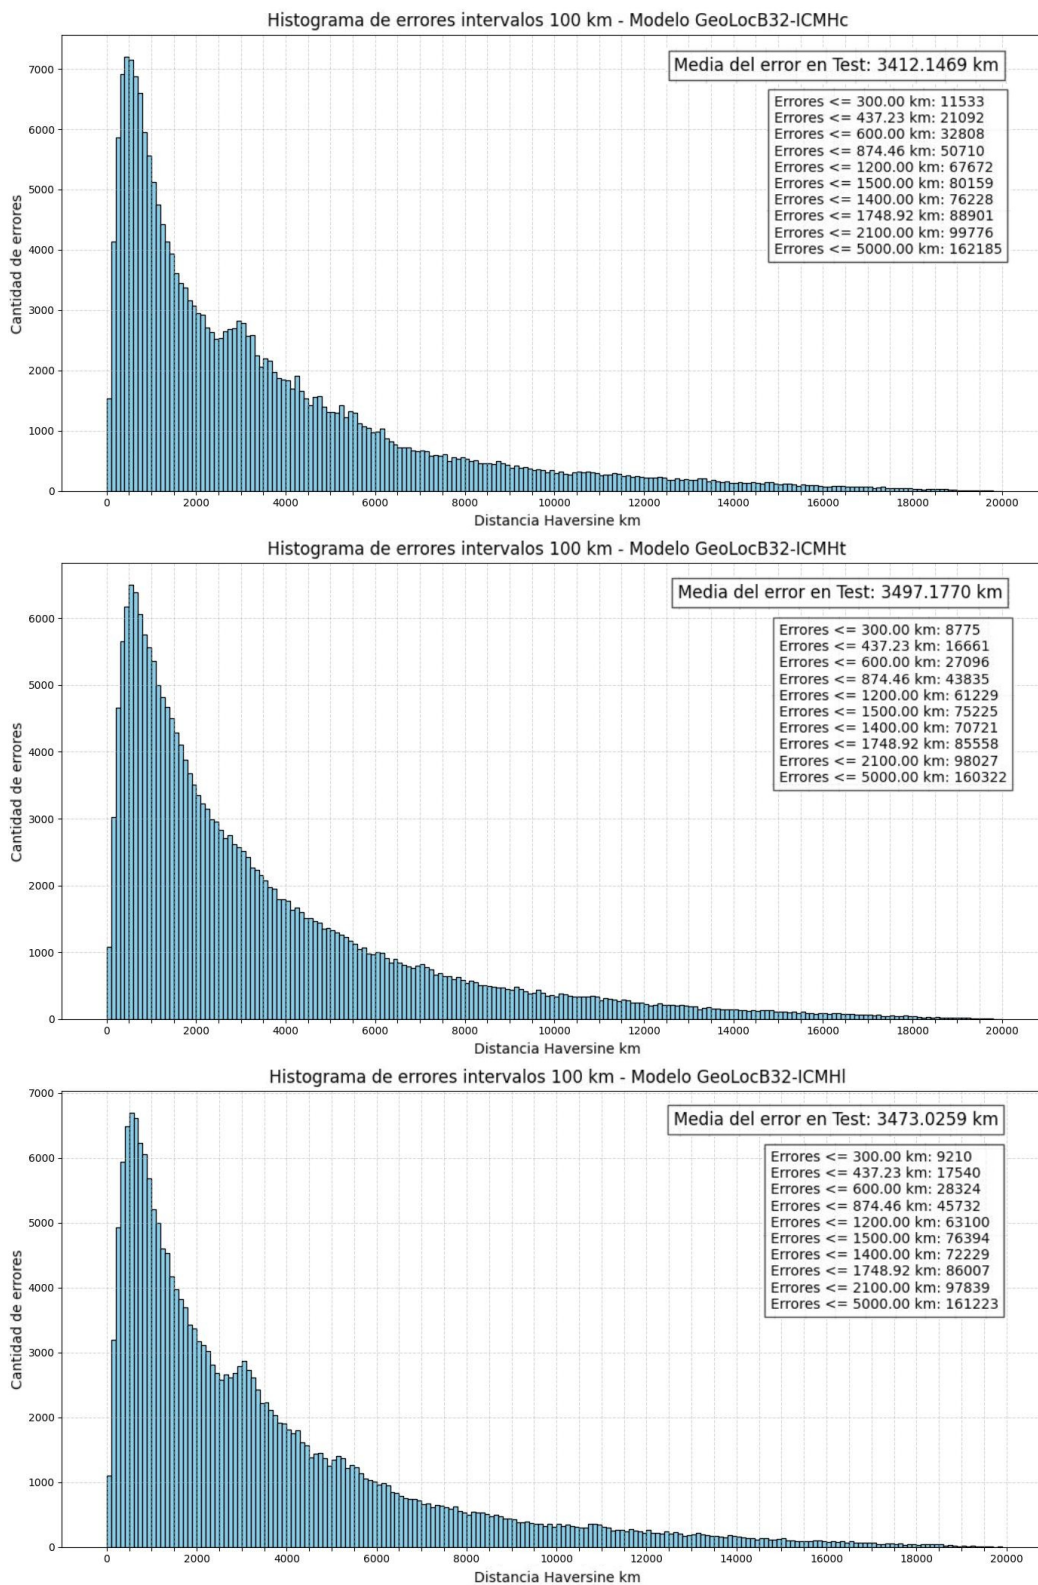 Histograma de errores intervalos 100 km - Modelo GeoLocB32-ICMHc
Media del error en Test: 3412.1469 km
Errores <= 300.00 km: 11533
Errores <= 437.23 km: 21092
Errores <= 600.00 km: 32808
Errores <= 874.46 km: 50710
Errores <= 1200.00 km: 67672
Errores <= 1500.00 km: 80159
Errores <= 1400.00 km: 76228
Errores <= 1748.92 km: 88901
Errores <= 2100.00 km: 99776
Errores <= 5000.00 km: 162185
Cantidad de errores
7000
6000
5000
4000
3000
2000
1000
0
0 2000 4000 6000 8000 10000 12000 14000 16000 18000 20000
Distancia Haversine km
Histograma de errores intervalos 100 km - Modelo GeoLocB32-ICMHt
Media del error en Test: 3497.1770 km
Errores <= 300.00 km: 8775
Errores <= 437.23 km: 16661
Errores <= 600.00 km: 27096
Errores <= 874.46 km: 43835
Errores <= 1200.00 km: 61229
Errores <= 1500.00 km: 75225
Errores <= 1400.00 km: 70721
Errores <= 1748.92 km: 85558
Errores <= 2100.00 km: 98027
Errores <= 5000.00 km: 160322
Cantidad de errores
6000
5000
4000
3000
2000
1000
0
0 2000 4000 6000 8000 10000 12000 14000 16000 18000 20000
Distancia Haversine km
Histograma de errores intervalos 100 km - Modelo GeoLocB32-ICMHl
Media del error en Test: 3473.0259 km
Errores <= 300.00 km: 9210
Errores <= 437.23 km: 17540
Errores <= 600.00 km: 28324
Errores <= 874.46 km: 45732
Errores <= 1200.00 km: 63100
Errores <= 1500.00 km: 76394
Errores <= 1400.00 km: 72229
Errores <= 1748.92 km: 86007
Errores <= 2100.00 km: 97839
Errores <= 5000.00 km: 161223
Cantidad de errores
7000
6000
5000
4000
3000
2000
1000
0
0 2000 4000 6000 8000 10000 12000 14000 16000 18000 20000
Distancia Haversine km